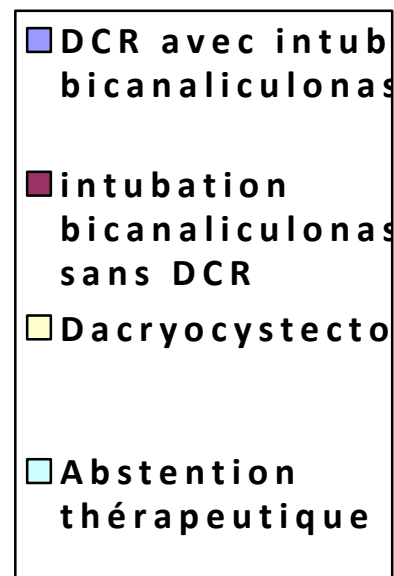 DCR avec intub
bicanaliculonas
intubation
bicanaliculonas
sans DCR
Dacryocystecto
Abstention
thérapeutique